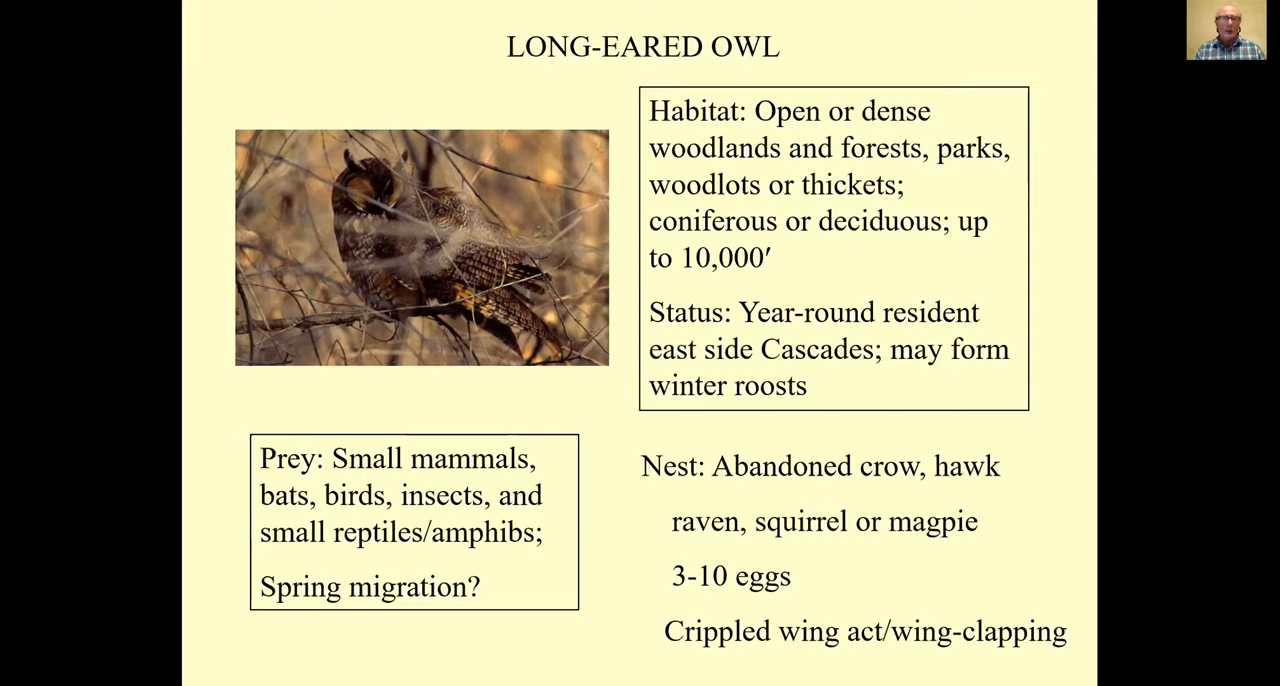 LONG-EARED OWL
Habitat: Open or dense
woodlands and forests, parks,
woodlots or thickets;
coniferous or deciduous; up
to 10,000′
Status: Year-round resident
east side Cascades; may form
winter roosts
Prey: Small mammals,
bats, birds, insects, and
small reptiles/amphibs;
Spring migration?
Nest: Abandoned crow, hawk
raven, squirrel or magpie
3-10 eggs
Crippled wing act/wing-clapping